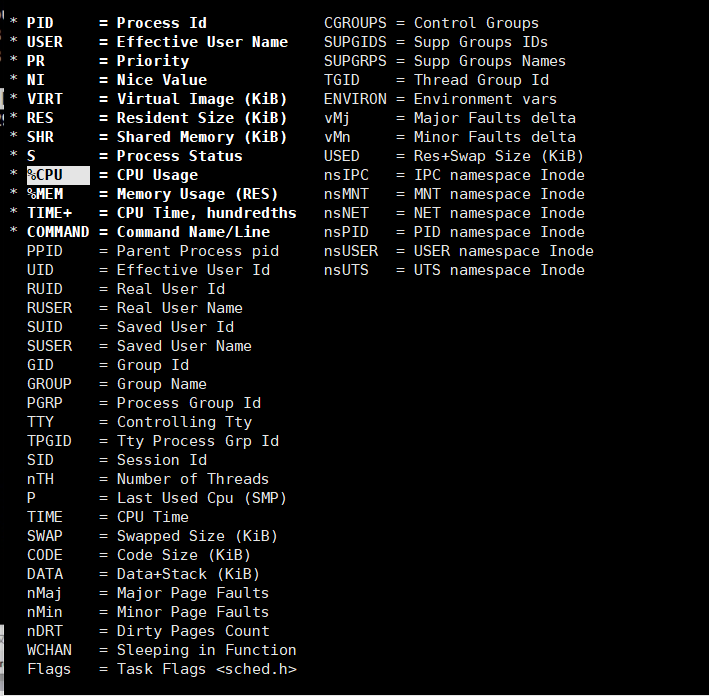 * PID     = Process Id             CGROUPS = Control Groups
* USER    = Effective User Name    SUPGIDS = Supp Groups IDs
* PR      = Priority               SUPGRPS = Supp Groups Names
* NI      = Nice Value             TGID    = Thread Group Id
* VIRT    = Virtual Image (KiB)    ENVIRON = Environment vars
* RES     = Resident Size (KiB)    vMj     = Major Faults delta
* SHR     = Shared Memory (KiB)    vMn     = Minor Faults delta
* S       = Process Status         USED    = Res+Swap Size (KiB)
* %CPU    = CPU Usage              nsIPC   = IPC namespace Inode
* %MEM    = Memory Usage (RES)     nsMNT   = MNT namespace Inode
* TIME+   = CPU Time, hundredths   nsNET   = NET namespace Inode
* COMMAND = Command Name/Line      nsPID   = PID namespace Inode
  PPID    = Parent Process pid     nsUSER  = USER namespace Inode
  UID     = Effective User Id      nsUTS   = UTS namespace Inode
  RUID    = Real User Id
  RUSER   = Real User Name
  SUID    = Saved User Id
  SUSER   = Saved User Name
  GID     = Group Id
  GROUP   = Group Name
  PGRP    = Process Group Id
  TTY     = Controlling Tty
  TPGID   = Tty Process Grp Id
  SID     = Session Id
  nTH     = Number of Threads
  P       = Last Used Cpu (SMP)
  TIME    = CPU Time
  SWAP    = Swapped Size (KiB)
  CODE    = Code Size (KiB)
  DATA    = Data+Stack (KiB)
  nMaj    = Major Page Faults
  nMin    = Minor Page Faults
  nDRT    = Dirty Pages Count
  WCHAN   = Sleeping in Function
  Flags   = Task Flags <sched.h>